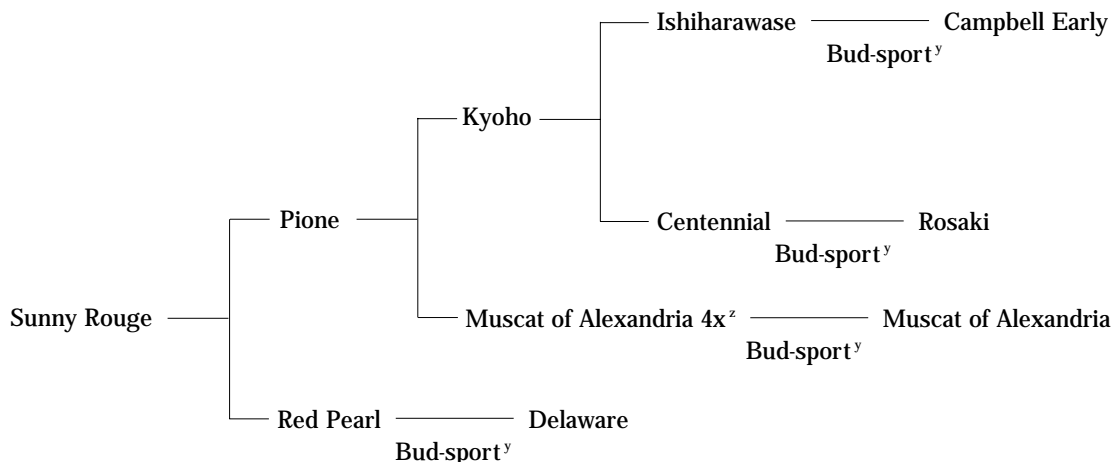 Ishiharawase Campbell Early
Bud-sport y
Kyoho
Pione
Centennial Rosaki
Bud-sport y
Sunny Rouge
Muscat of Alexandria 4x z Muscat of Alexandria
Bud-sport y
Red Pearl Delaware
Bud-sport y